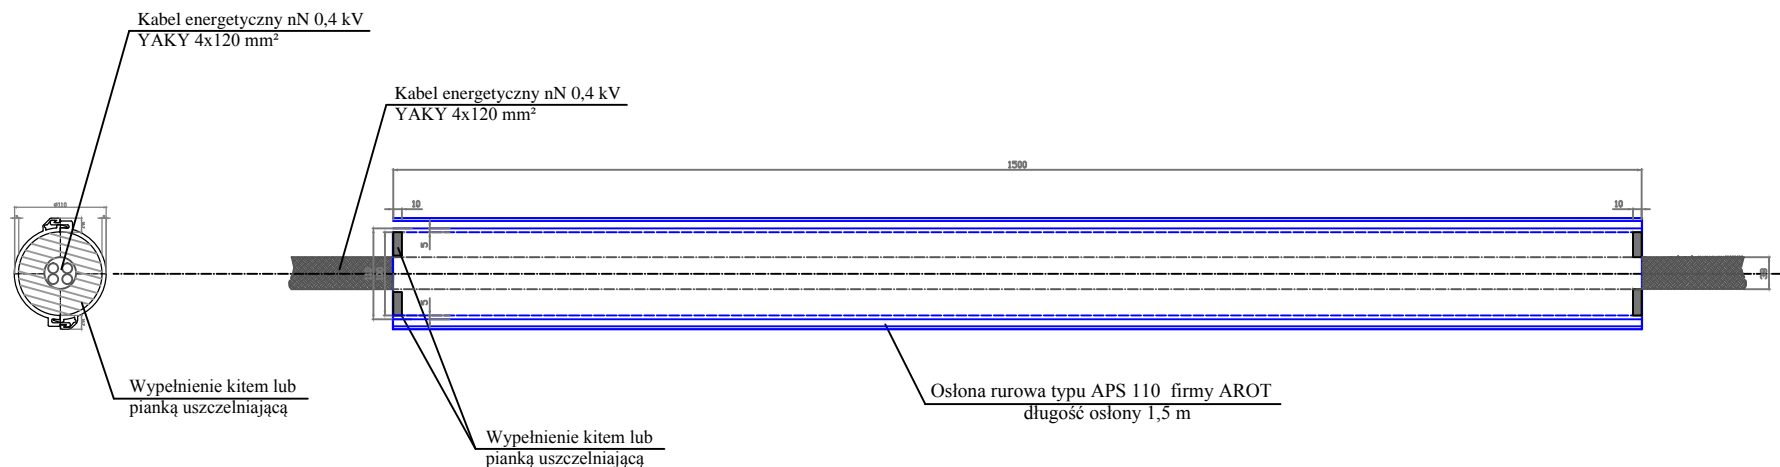 Kabel energetyczny nN 0,4 kV
YAKY 4x120 mm²
Kabel energetyczny nN 0,4 kV
YAKY 4x120 mm²
1500
Ø110
10
10
5
5
38
Wypełnienie kitem lub
pianką uszczelniającą
Osłona rurowa typu APS 110 firmy AROT
długość osłony 1,5 m
Wypełnienie kitem lub
pianką uszczelniającą